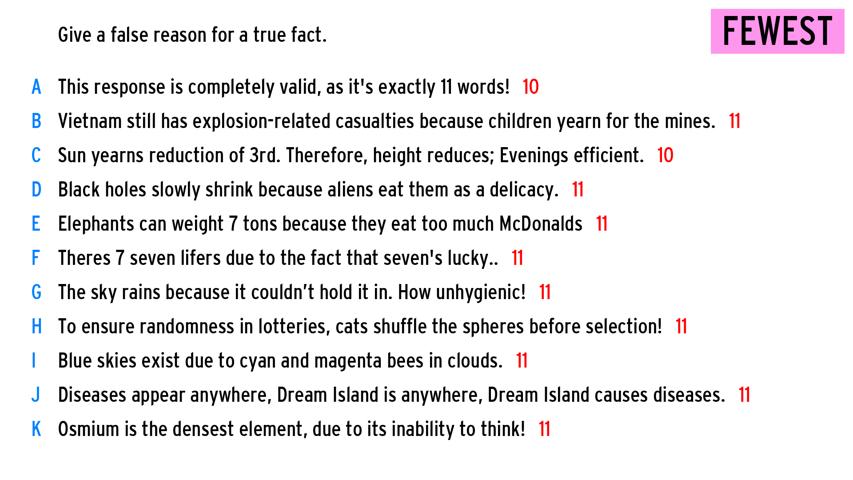 Give a false reason for a true fact.
FEWEST
A This response is completely valid, as it's exactly 11 words! 10
B Vietnam still has explosion-related casualties because children yearn for the mines. 11
C Sun yearns reduction of 3rd. Therefore, height reduces; Evenings efficient. 10
D Black holes slowly shrink because aliens eat them as a delicacy. 11
E Elephants can weight 7 tons because they eat too much McDonalds 11
F Theres 7 seven lifers due to the fact that seven's lucky.. 11
G The sky rains because it couldn’t hold it in. How unhygienic! 11
H To ensure randomness in lotteries, cats shuffle the spheres before selection! 11
I Blue skies exist due to cyan and magenta bees in clouds. 11
J Diseases appear anywhere, Dream Island is anywhere, Dream Island causes diseases. 11
K Osmium is the densest element, due to its inability to think! 11